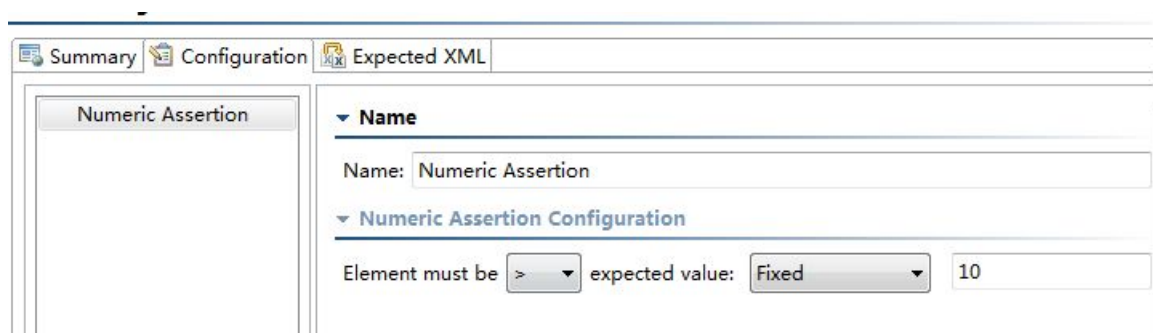 Summary Configuration Expected XML
Numeric Assertion
Name
Name: Numeric Assertion
Numeric Assertion Configuration
Element must be > expected value: Fixed 10